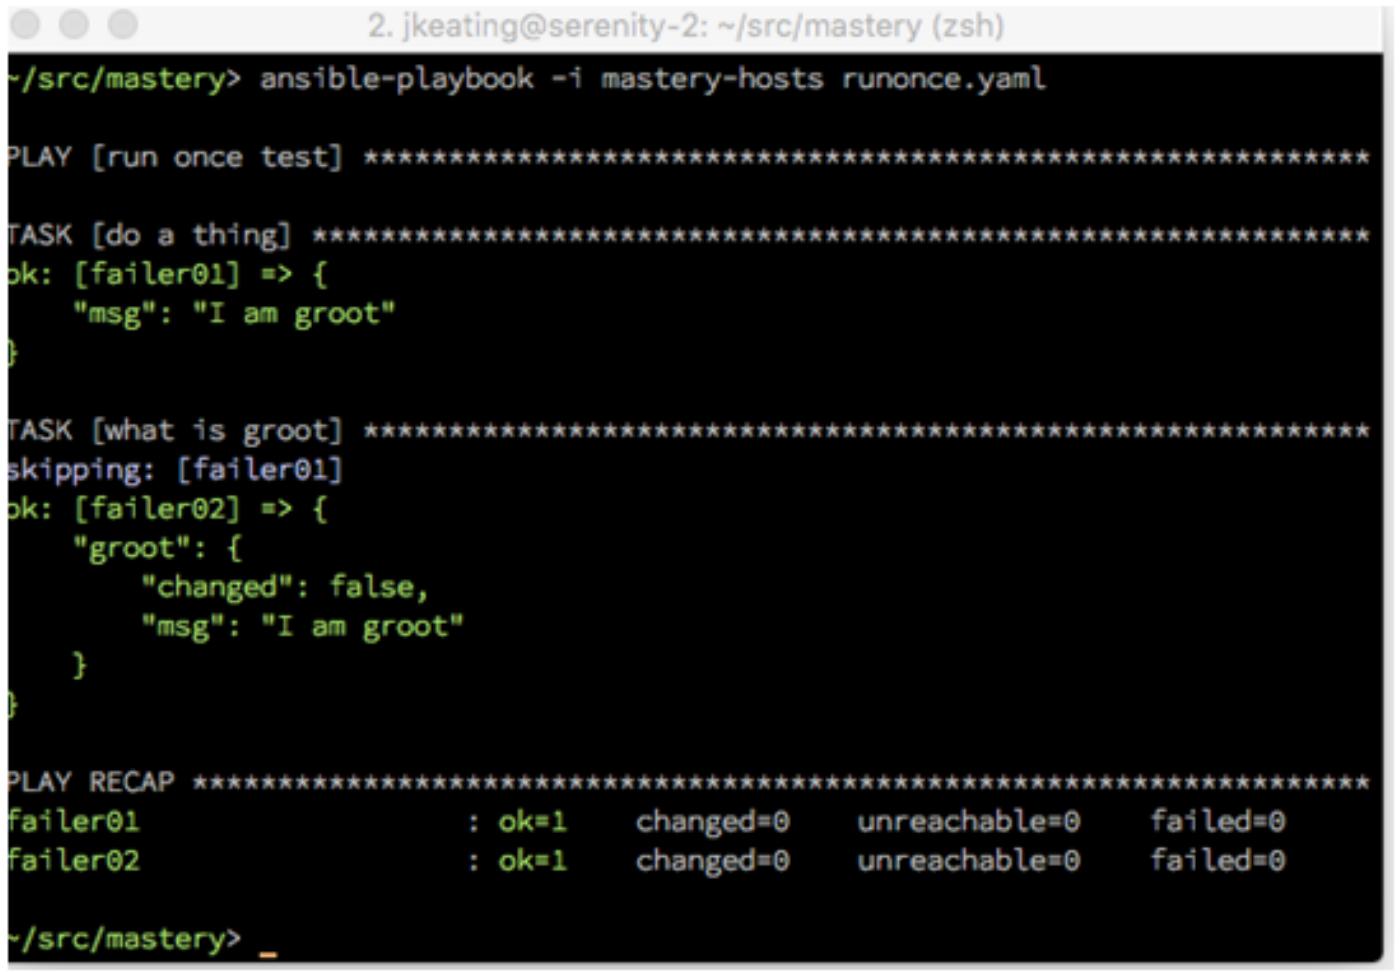 2. jkeating@serenity-2: ~/src/mastery (zsh)
~/src/mastery> ansible-playbook -i mastery-hosts runonce.yaml
PLAY [run once test] ***********************************************************
TASK [do a thing] **************************************************************
ok: [failer01] => {
    "msg": "I am groot"
}
TASK [what is groot] ***********************************************************
skipping: [failer01]
ok: [failer02] => {
    "groot": {
        "changed": false,
        "msg": "I am groot"
    }
}
PLAY RECAP *********************************************************************
failer01                   : ok=1    changed=0    unreachable=0    failed=0
failer02                   : ok=1    changed=0    unreachable=0    failed=0
~/src/mastery> _